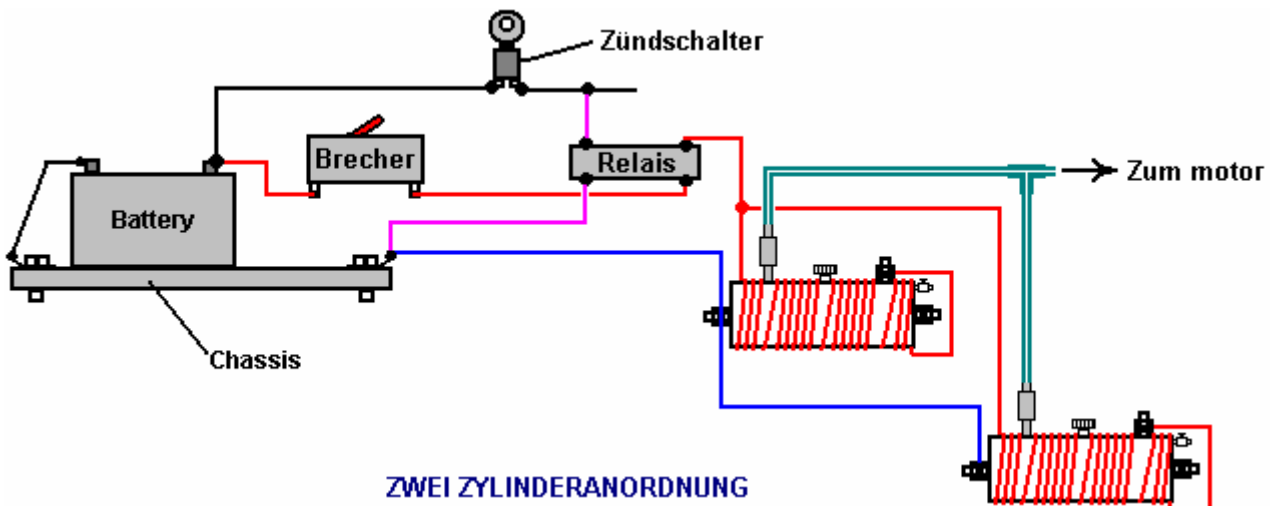 Zündschalter
Brecher
Relais
Zum motor
Battery
Chassis
ZWEI ZYLINDERANORDNUNG